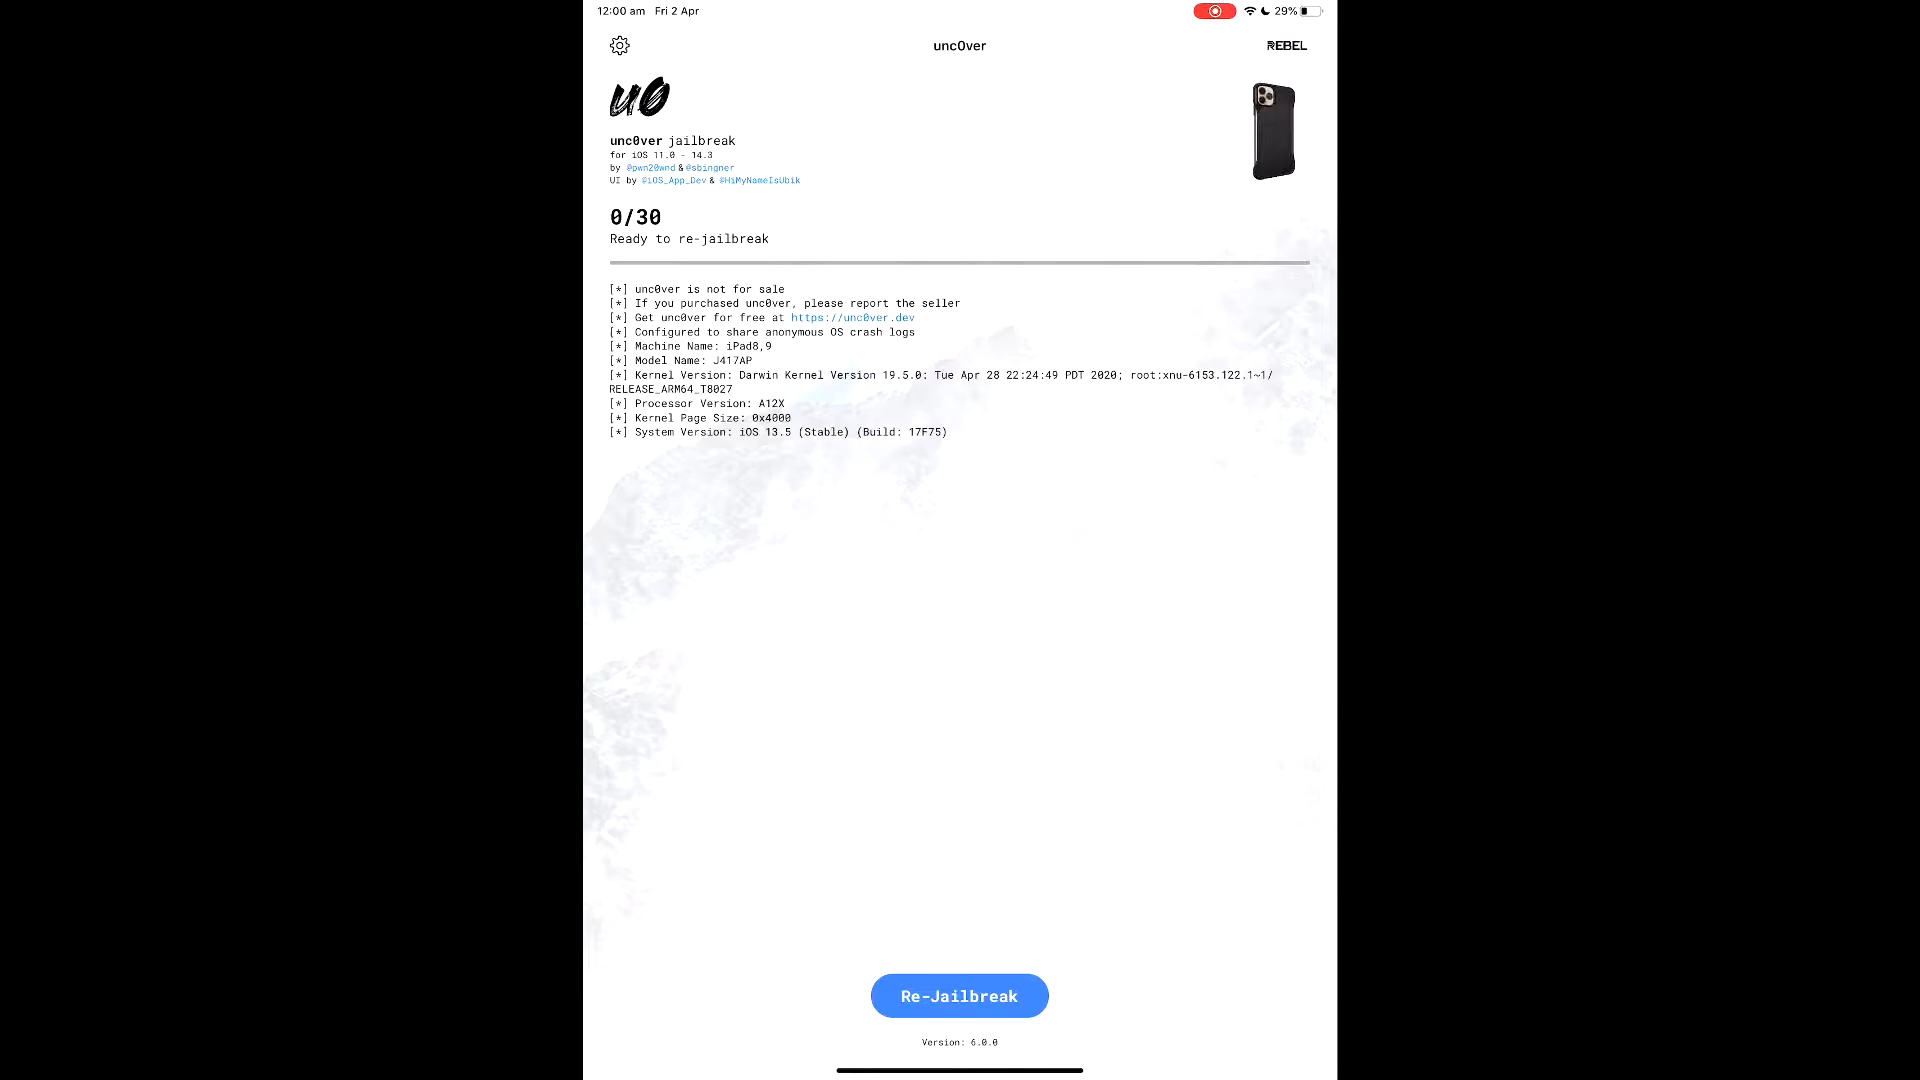 12:00 am Fri 2 Apr
29%
unc0ver
REBEL
u0
unc0ver jailbreak
for iOS 11.0 - 14.3
by @pwn20wnd & @sbingner
UI by @iOS_App_Dev & @HiMyNameIsUbik
0/30
Ready to re-jailbreak
[*] unc0ver is not for sale
[*] If you purchased unc0ver, please report the seller
[*] Get unc0ver for free at https://unc0ver.dev
[*] Configured to share anonymous OS crash logs
[*] Machine Name: iPad8,9
[*] Model Name: J417AP
[*] Kernel Version: Darwin Kernel Version 19.5.0: Tue Apr 28 22:24:49 PDT 2020; root:xnu-6153.122.1~1/
RELEASE_ARM64_T8027
[*] Processor Version: A12X
[*] Kernel Page Size: 0x4000
[*] System Version: iOS 13.5 (Stable) (Build: 17F75)
Re-Jailbreak
Version: 6.0.0